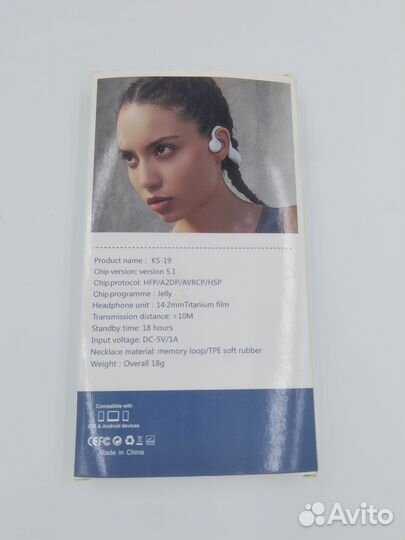 Product name： KS-19
Chip version: version 5.1
Chip protocol: HFP/A2DP/AVRCP/HSP
Chip programme : Jelly
Headphone unit : 14·2mmTitanium film
Transmission distance: >10M
Standby time: 18 hours
Input voltage: DC-5V/1A
Necklace material: memory loop/TPE soft rubber
Weight : Overall 18g
Compatible with
iOS & Android devices
CE FC
Made in China
Avito